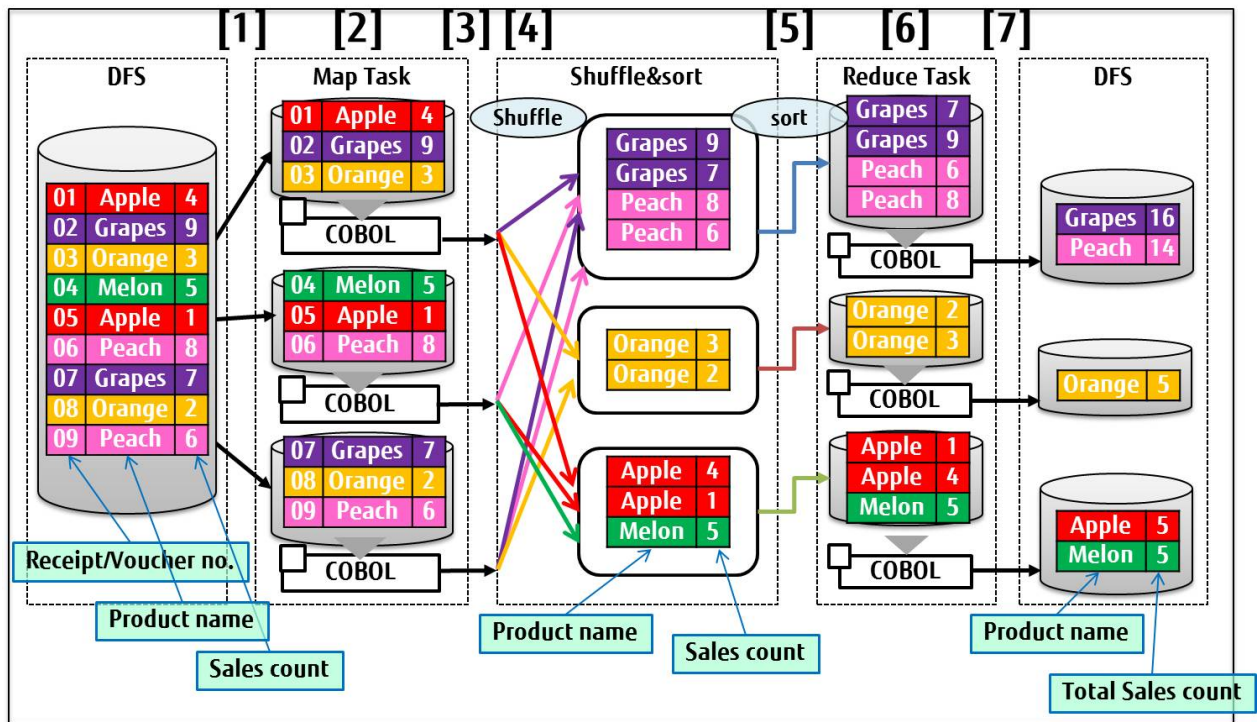 [1] [2] [3] [4] [5] [6] [7]
DFS
01 Apple 4
02 Grapes 9
03 Orange 3
04 Melon 5
05 Apple 1
06 Peach 8
07 Grapes 7
08 Orange 2
09 Peach 6
Receipt/Voucher no.
Product name
Sales count
Map Task
01 Apple 4
02 Grapes 9
03 Orange 3
COBOL
04 Melon 5
05 Apple 1
06 Peach 8
COBOL
07 Grapes 7
08 Orange 2
09 Peach 6
COBOL
Shuffle&sort
Shuffle
Grapes 9
Grapes 7
Peach 8
Peach 6
Orange 3
Orange 2
Apple 4
Apple 1
Melon 5
Product name
Sales count
sort
Reduce Task
Grapes 7
Grapes 9
Peach 6
Peach 8
COBOL
Orange 2
Orange 3
COBOL
Apple 1
Apple 4
Melon 5
COBOL
DFS
Grapes 16
Peach 14
Orange 5
Apple 5
Melon 5
Product name
Total Sales count